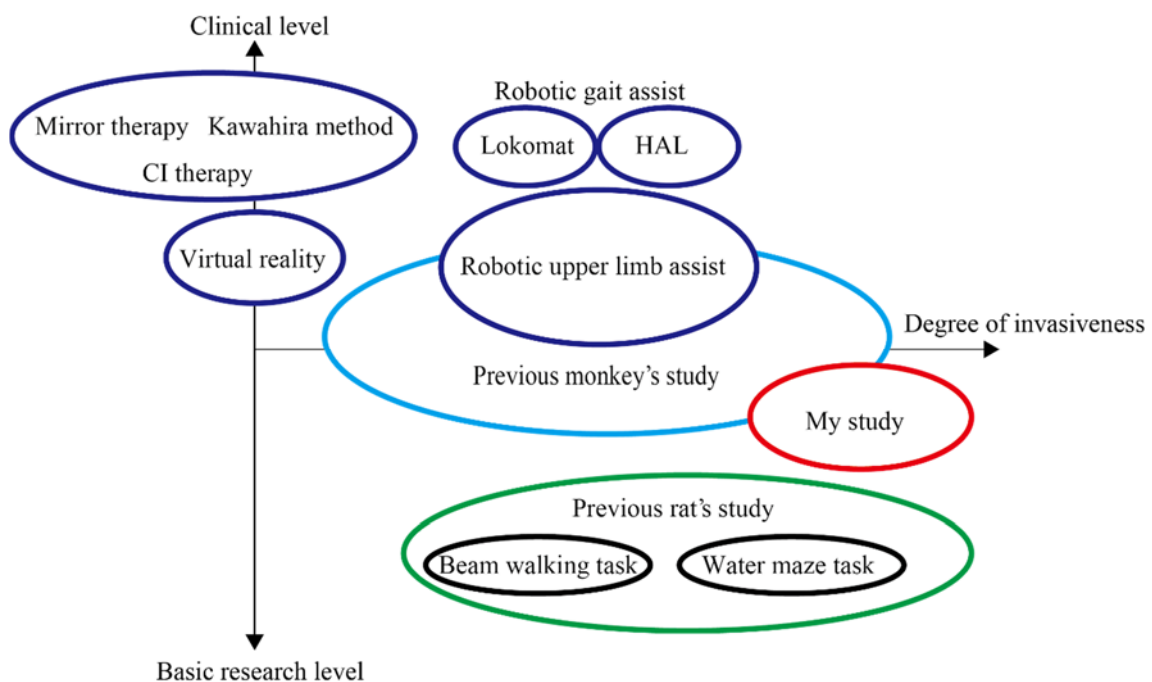 Clinical level
Robotic gait assist
Mirror therapy Kawahira method
CI therapy
Lokomat
HAL
Virtual reality
Robotic upper limb assist
Degree of invasiveness
Previous monkey's study
My study
Previous rat's study
Beam walking task
Water maze task
Basic research level